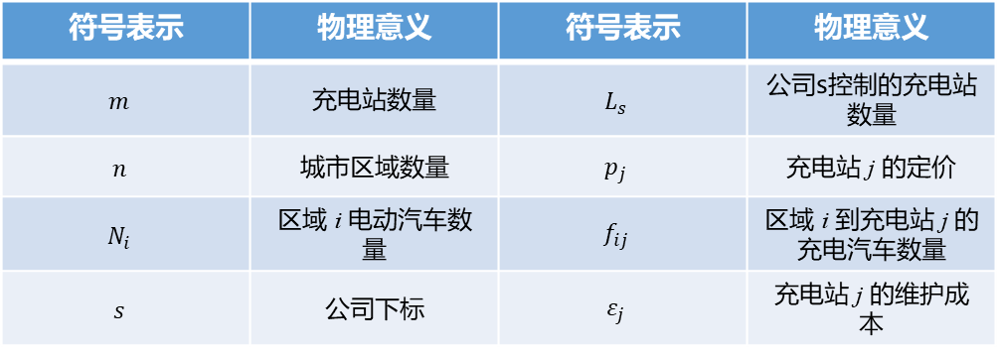 符号表示 物理意义 符号表示 物理意义
m 充电站数量 L_s 公司s控制的充电站
数量
n 城市区域数量 p_j 充电站 j 的定价
N_i 区域 i 电动汽车数
量 f_{ij} 区域 i 到充电站 j 的
充电汽车数量
s 公司下标 ε_j 充电站 j 的维护成
本